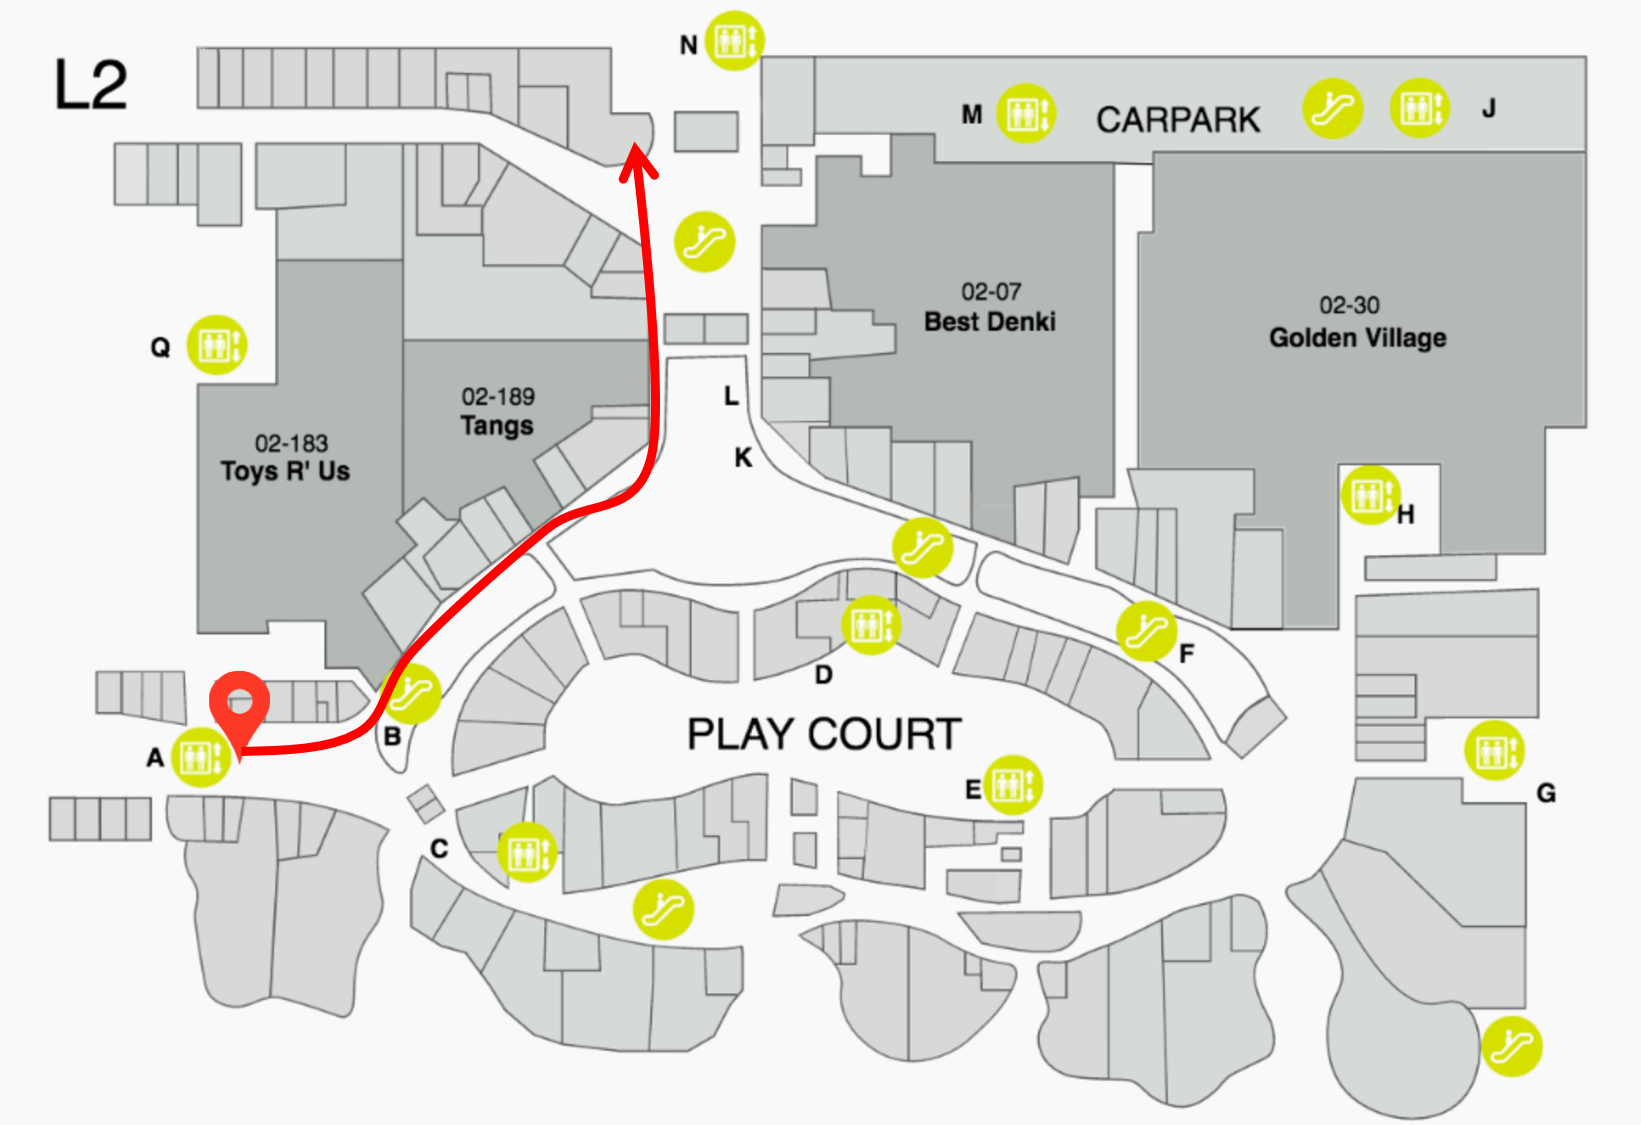 L2
N
M
CARPARK
J
02-07
Best Denki
02-30
Golden Village
Q
02-189
Tangs
L
02-183
Toys R' Us
K
H
D
F
B
PLAY COURT
A
E
G
C